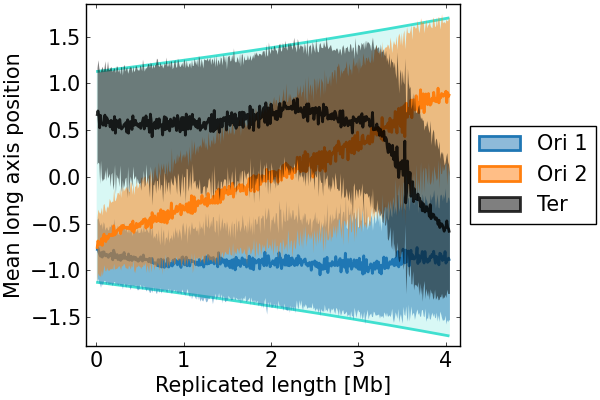 1.5
1.0
0.5
0.0
−0.5
−1.0
−1.5
Mean long axis position
0 1 2 3 4
Replicated length [Mb]
Ori 1
Ori 2
Ter